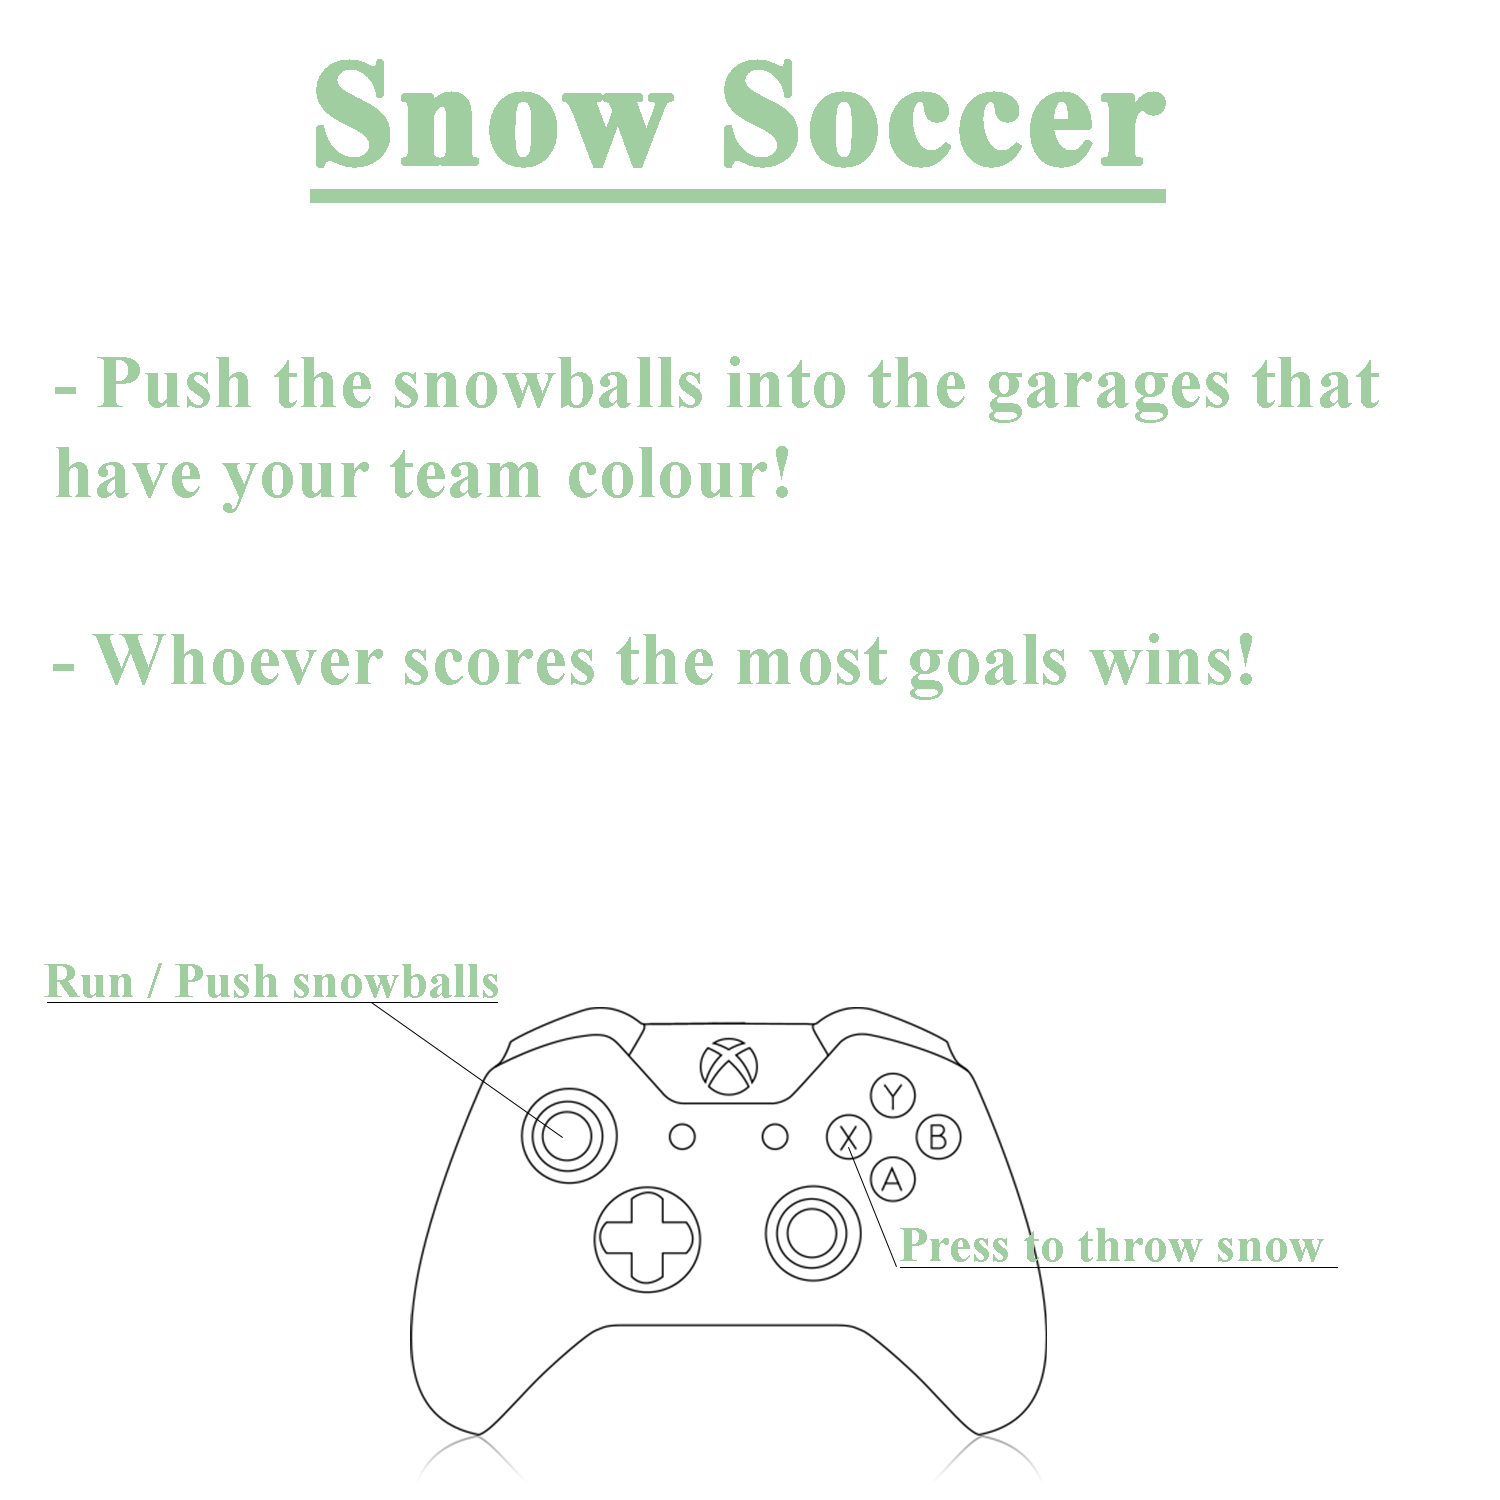 Snow Soccer
- Push the snowballs into the garages that
have your team colour!
- Whoever scores the most goals wins!
Run / Push snowballs
Y
X B
A
Press to throw snow